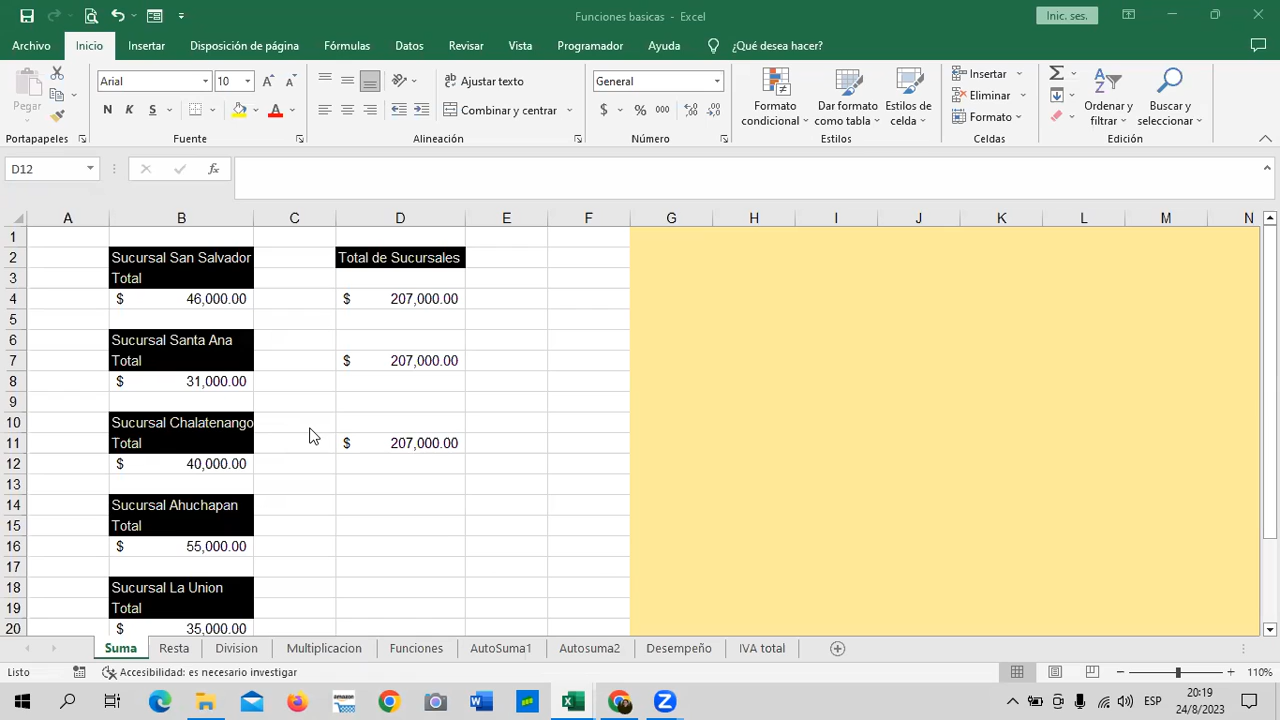 Funciones basicas - Excel
Inic. ses.
Archivo Inicio Insertar Disposición de página Fórmulas Datos Revisar Vista Programador Ayuda ¿Qué desea hacer?
Pegar
Portapapeles
Arial 10
N K S
Fuente
Ajustar texto
Combinar y centrar
Alineación
General
$ % 000
Número
Formato condicional
Dar formato como tabla
Estilos de celda
Estilos
Insertar
Eliminar
Formato
Celdas
Ordenar y filtrar
Buscar y seleccionar
Edición
D12
A B C D E F G H I J K L M N
1
2 Sucursal San Salvador Total de Sucursales
3 Total
4 $ 46,000.00 $ 207,000.00
5
6 Sucursal Santa Ana
7 Total $ 207,000.00
8 $ 31,000.00
9
10 Sucursal Chalatenango
11 Total $ 207,000.00
12 $ 40,000.00
13
14 Sucursal Ahuchapan
15 Total
16 $ 55,000.00
17
18 Sucursal La Union
19 Total
20 $ 35,000.00
Suma Resta Division Multiplicacion Funciones AutoSuma1 Autosuma2 Desempeño IVA total
Listo Accesibilidad: es necesario investigar 110%
ESP
20:19
24/8/2023